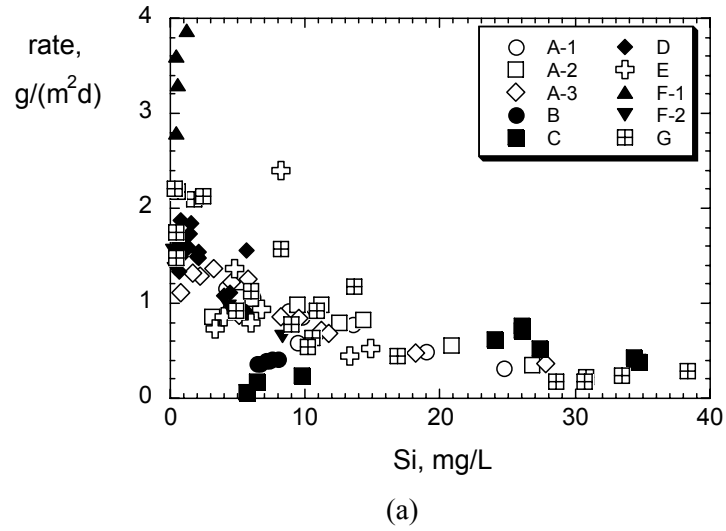 rate,
g/(m²d)
4
3
2
1
0
A-1
A-2
A-3
B
C
D
E
F-1
F-2
G
0 10 20 30 40
Si, mg/L
(a)